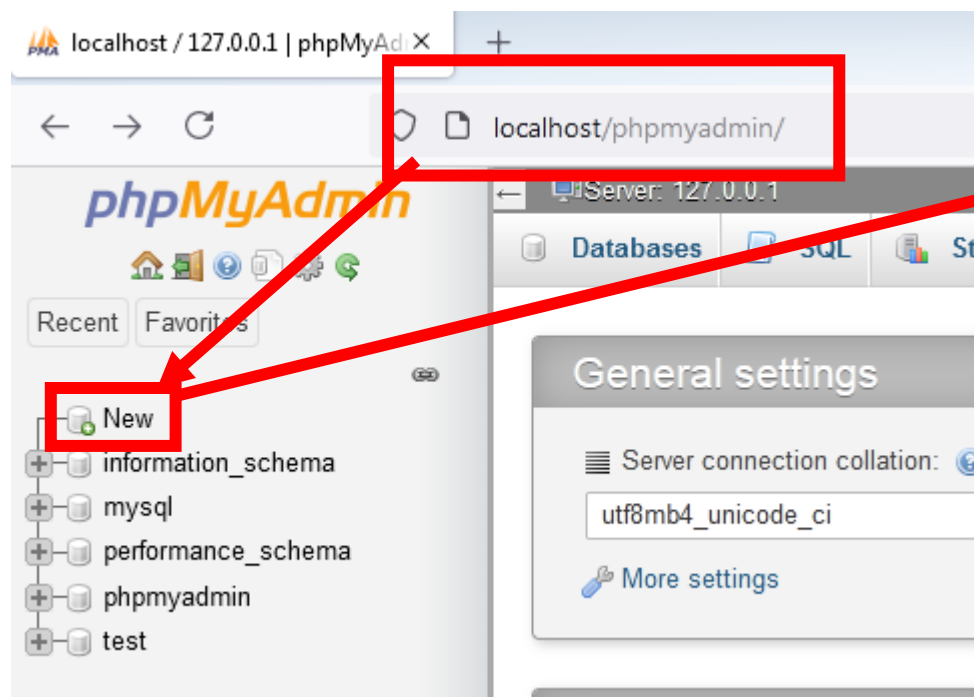 localhost / 127.0.0.1 | phpMyAd
localhost/phpmyadmin/
phpMyAdmin
Server: 127.0.0.1
Databases SQL St
Recent Favorites
General settings
New
information_schema
Server connection collation:
mysql
utf8mb4_unicode_ci
performance_schema
More settings
phpmyadmin
test